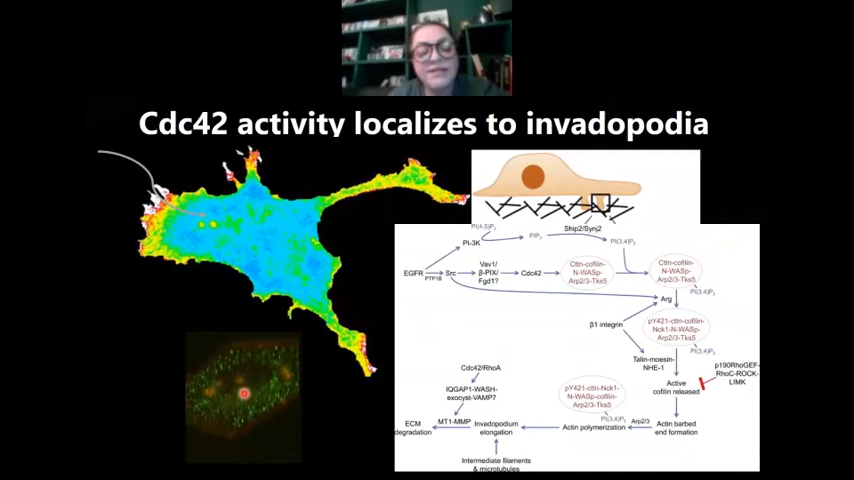 Cdc42 activity localizes to invadopodia
Ship2/Synj2
PI(4,5)P₂
PIP₃
PI(3,4)P₂
PI-3K
EGFR
PTP1B
Src
Vav1/
β-PIX/
Fgd1?
Cdc42
Cttn-cofilin-
N-WASp-
Arp2/3-Tks5
Cttn-cofilin-
N-WASp-
Arp2/3-Tks5
PI(3,4)P₂
Arg
β1 integrin
pY421-cttn-cofilin-
Nck1-N-WASp-
Arp2/3-Tks5
PI(3,4)P₂
Talin-moesin-
NHE-1
p190RhoGEF-
RhoC-ROCK-
LIMK
Active
cofilin released
Cdc42/RhoA
IQGAP1-WASH-
exocyst-VAMP7
pY421-cttn-Nck1-
N-WASp-cofilin-
Arp2/3-Tks5
PI(3,4)P₂
MT1-MMP
ECM
degradation
Invadopodium
elongation
Actin polymerization
Arp2/3
Actin barbed
end formation
Intermediate filaments
& microtubules